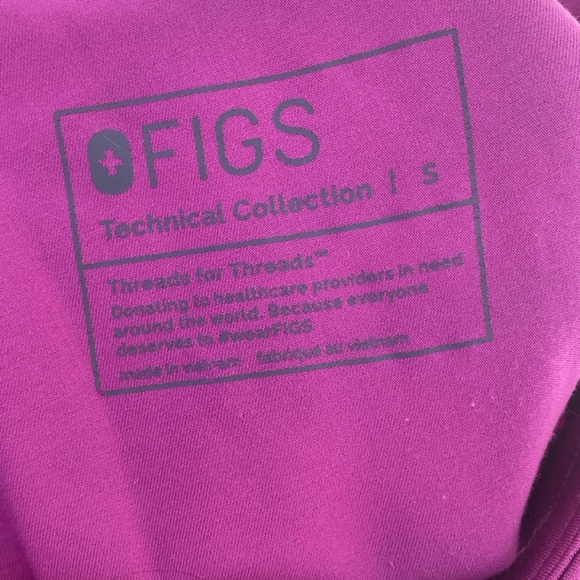 FIGS
Technical Collection | S
Threads for Threads™
Donating to healthcare providers in need
around the world. Because everyone
deserves to #wearFIGS
made in vietnam fabriqué au vietnam